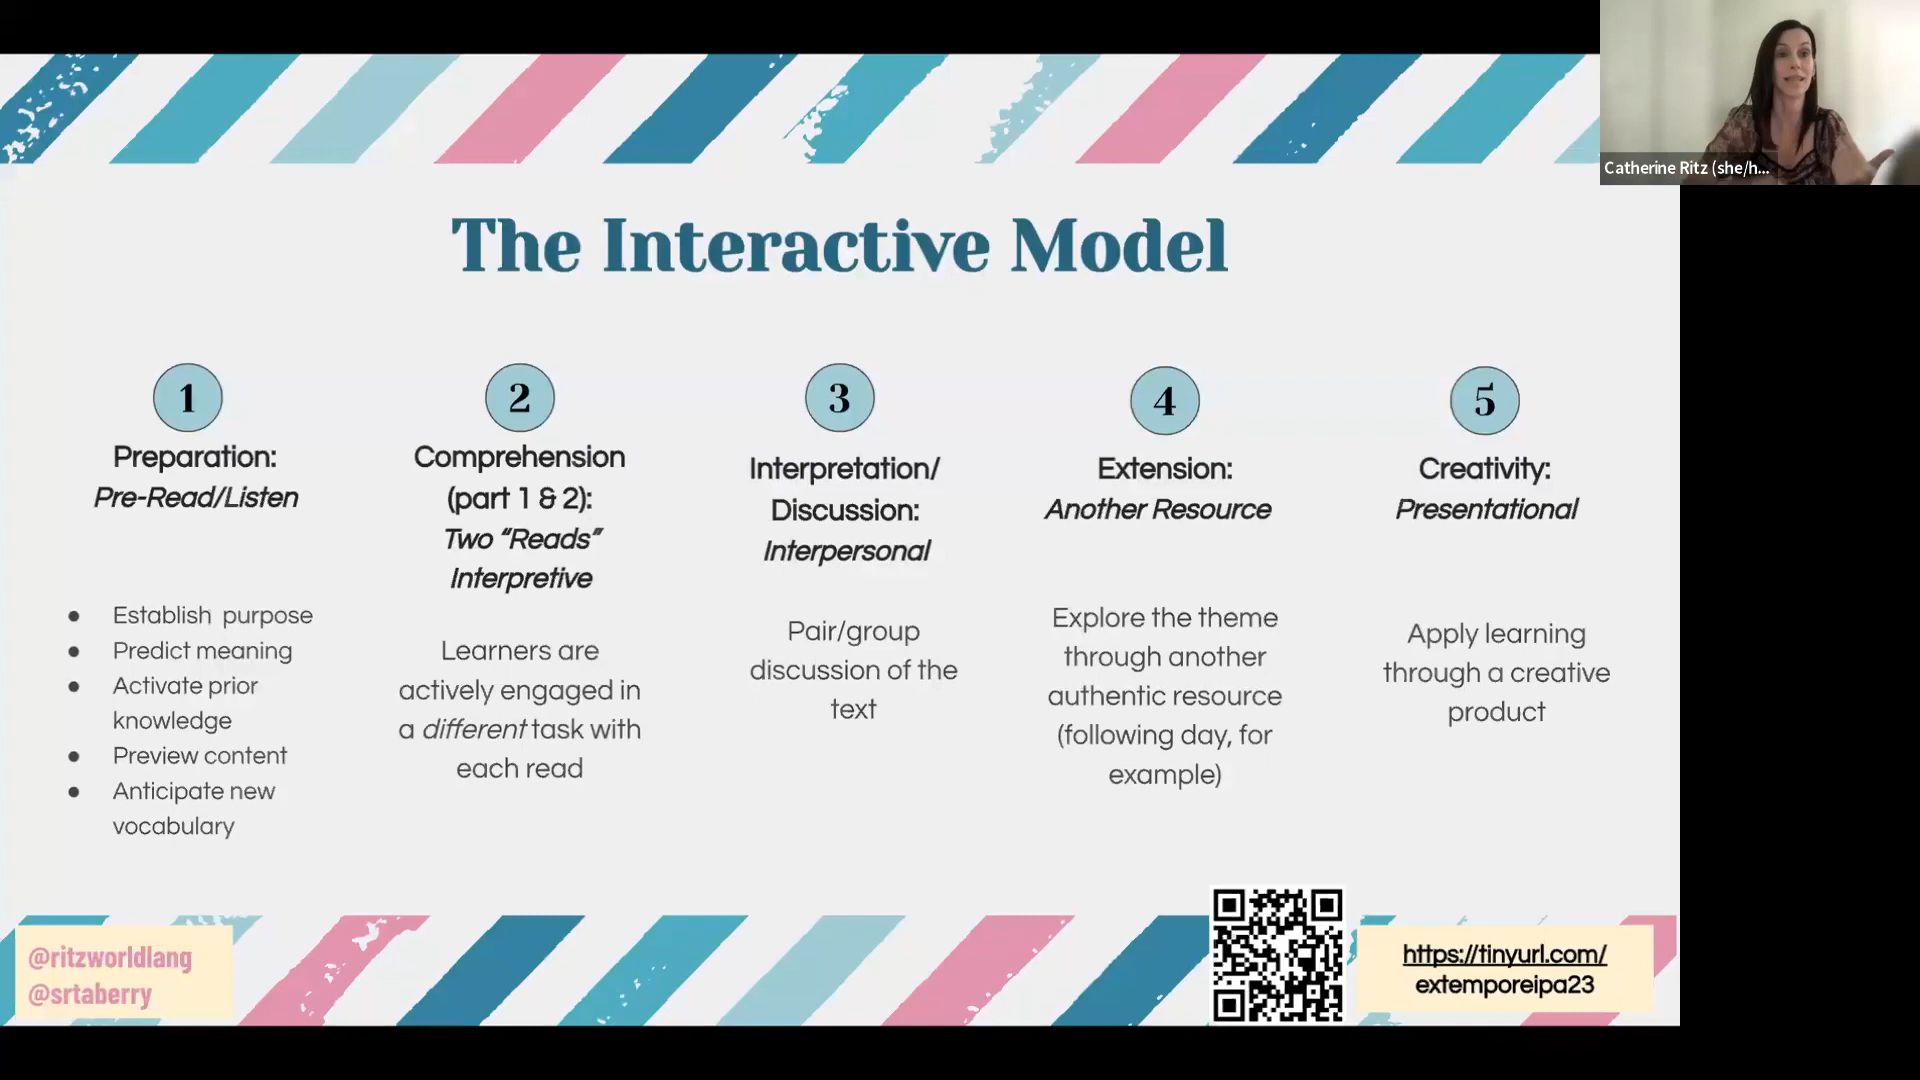 Catherine Ritz (she/h...
The Interactive Model
1
Preparation:
Pre-Read/Listen
● Establish purpose
● Predict meaning
● Activate prior
knowledge
● Preview content
● Anticipate new
vocabulary
2
Comprehension
(part 1 & 2):
Two “Reads”
Interpretive
Learners are
actively engaged in
a different task with
each read
3
Interpretation/
Discussion:
Interpersonal
Pair/group
discussion of the
text
4
Extension:
Another Resource
Explore the theme
through another
authentic resource
(following day, for
example)
5
Creativity:
Presentational
Apply learning
through a creative
product
@ritzworldlang
@srtaberry
https://tinyurl.com/
extemporeipa23